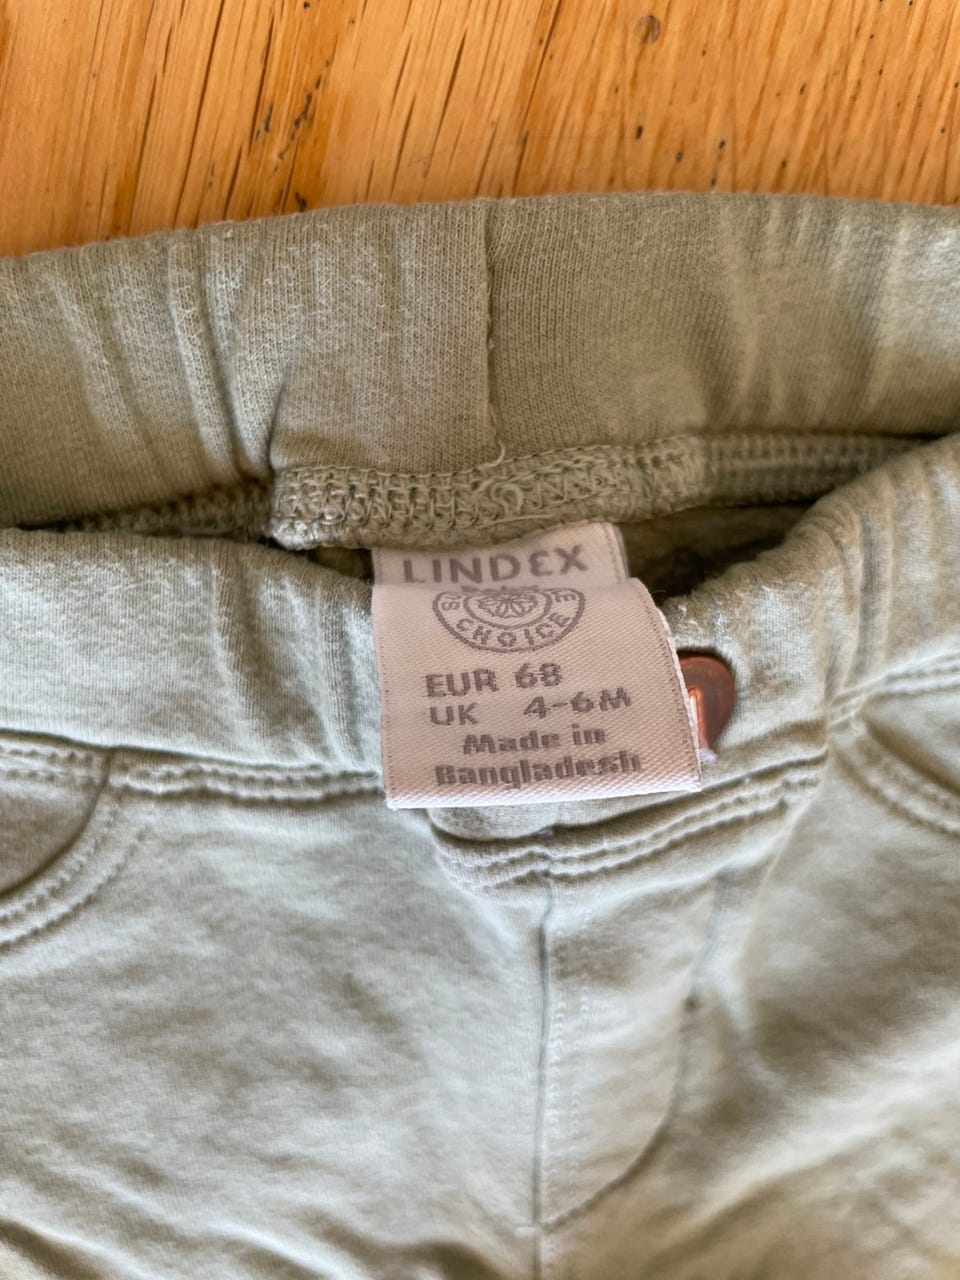 LINDEX
CHOICE
EUR 68
UK 4-6M
Made in
Bangladesh